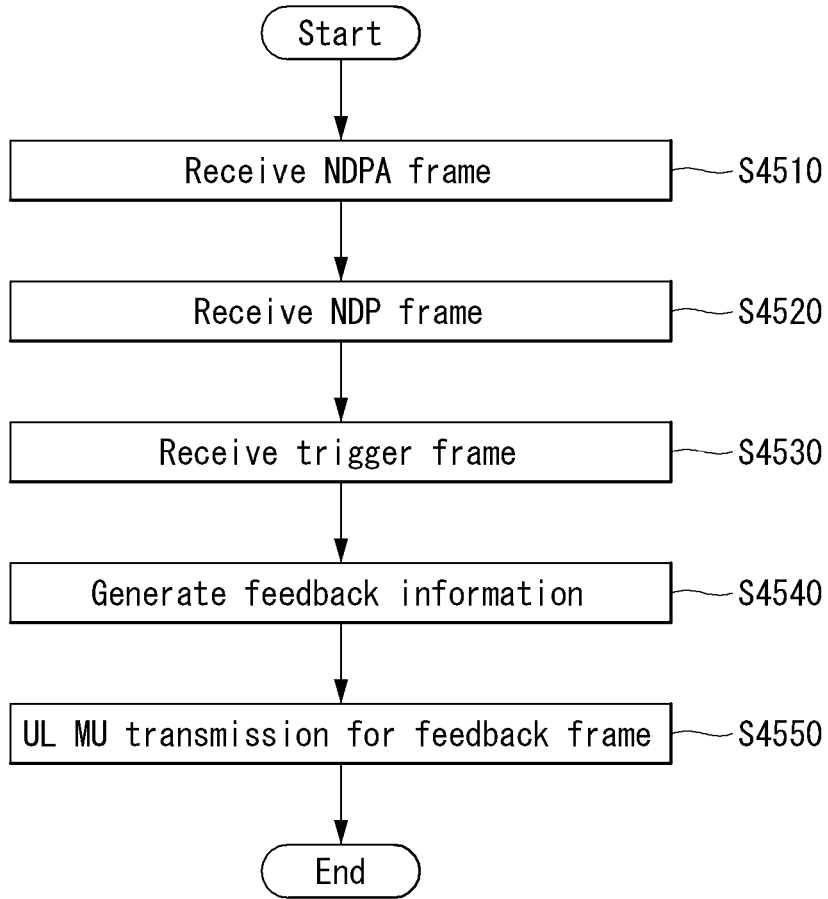 Start
Receive NDPA frame
S4510
Receive NDP frame
S4520
Receive trigger frame
S4530
Generate feedback information
S4540
UL MU transmission for feedback frame
S4550
End